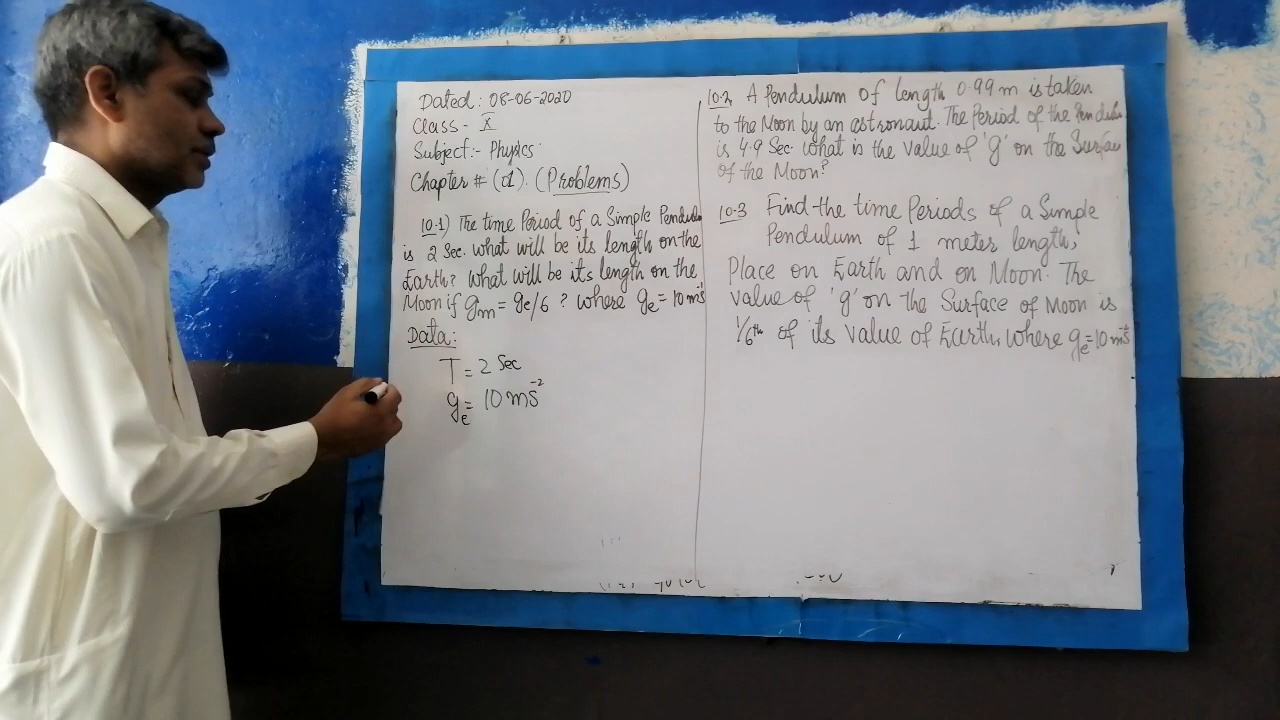 Dated: 08-06-2020
Class - X
Subject:- Physics
Chapter # (01). (Problems)
(10.1) The time Period of a Simple Pendulu
is 2 Sec. what will be its length on the
Earth? What will be its length on the
Moon if gm = ge/6 ? where ge = 10 ms⁻²
Data:
T = 2 Sec
ge = 10 ms⁻²
10.2 A Pendulum of length 0.99 m is taken
to the Moon by an astronaut. The Period of the Pendulu
is 4.9 Sec. what is the value of 'g' on the Surface
of the Moon?
10.3 Find the time Periods of a Simple
Pendulum of 1 meter length,
Place on Earth and on Moon. The
value of 'g' on the Surface of Moon is
1/6th of its value of Earth, where ge = 10 ms⁻²